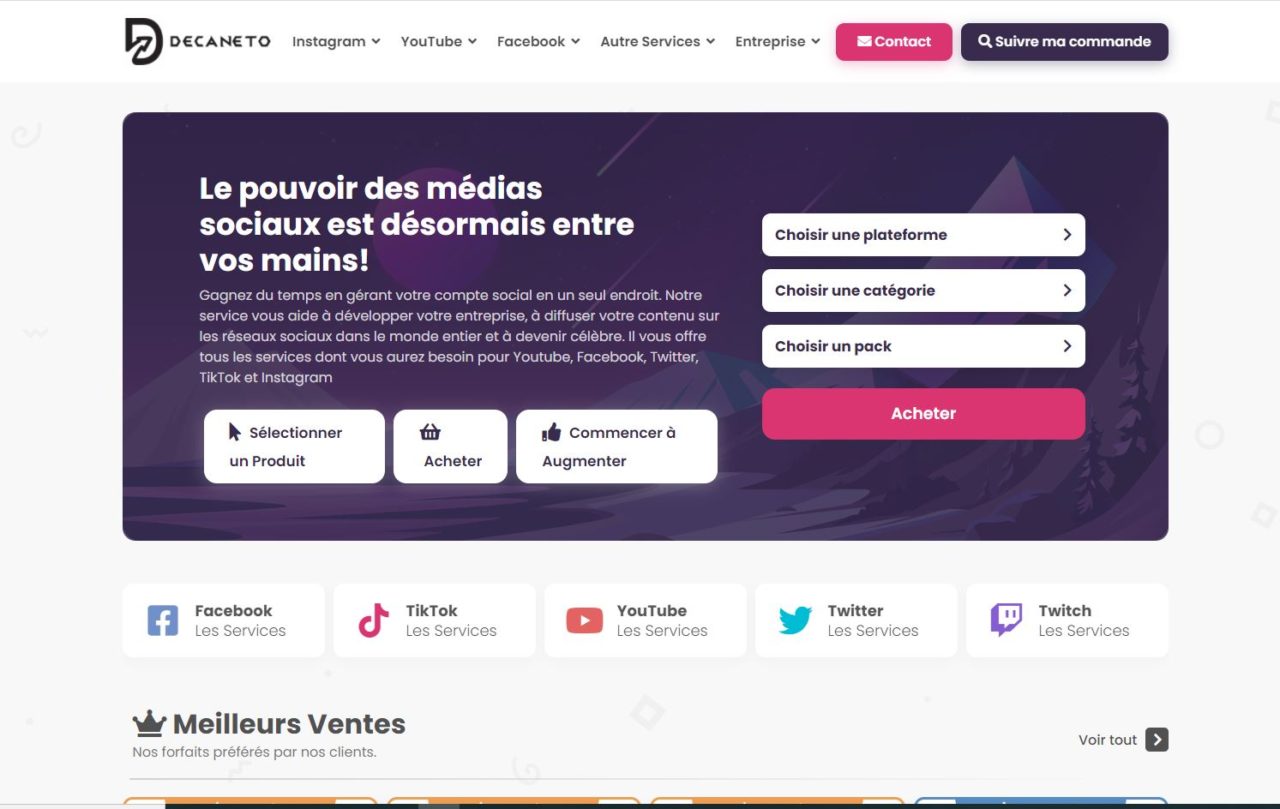 DECANETO
Instagram
YouTube
Facebook
Autre Services
Entreprise
Contact
Suivre ma commande
Le pouvoir des médias
sociaux est désormais entre
vos mains!
Gagnez du temps en gérant votre compte social en un seul endroit. Notre
service vous aide à développer votre entreprise, à diffuser votre contenu sur
les réseaux sociaux dans le monde entier et à devenir célèbre. Il vous offre
tous les services dont vous aurez besoin pour Youtube, Facebook, Twitter,
TikTok et Instagram
Sélectionner
un Produit
Acheter
Commencer à
Augmenter
Choisir une plateforme
Choisir une catégorie
Choisir un pack
Acheter
Facebook
Les Services
TikTok
Les Services
YouTube
Les Services
Twitter
Les Services
Twitch
Les Services
Meilleurs Ventes
Nos forfaits préférés par nos clients.
Voir tout